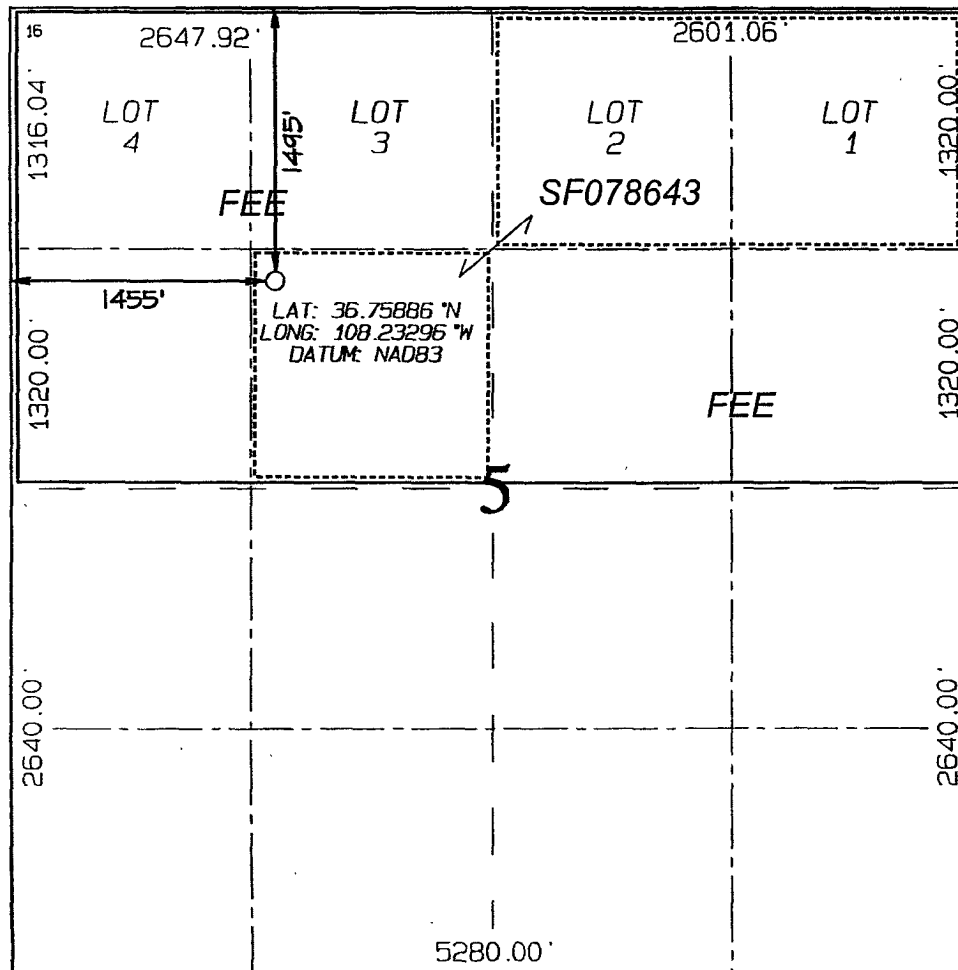 16
2647.92'
2601.06'
1316.04'
LOT
4
1495'
LOT
3
LOT
2
LOT
1
1320.00'
FEE
SF078643
1455'
LAT: 36.75886 °N
LONG: 108.23296 °W
DATUM: NAD83
1320.00'
FEE
1320.00'
5
2640.00'
2640.00'
5280.00'